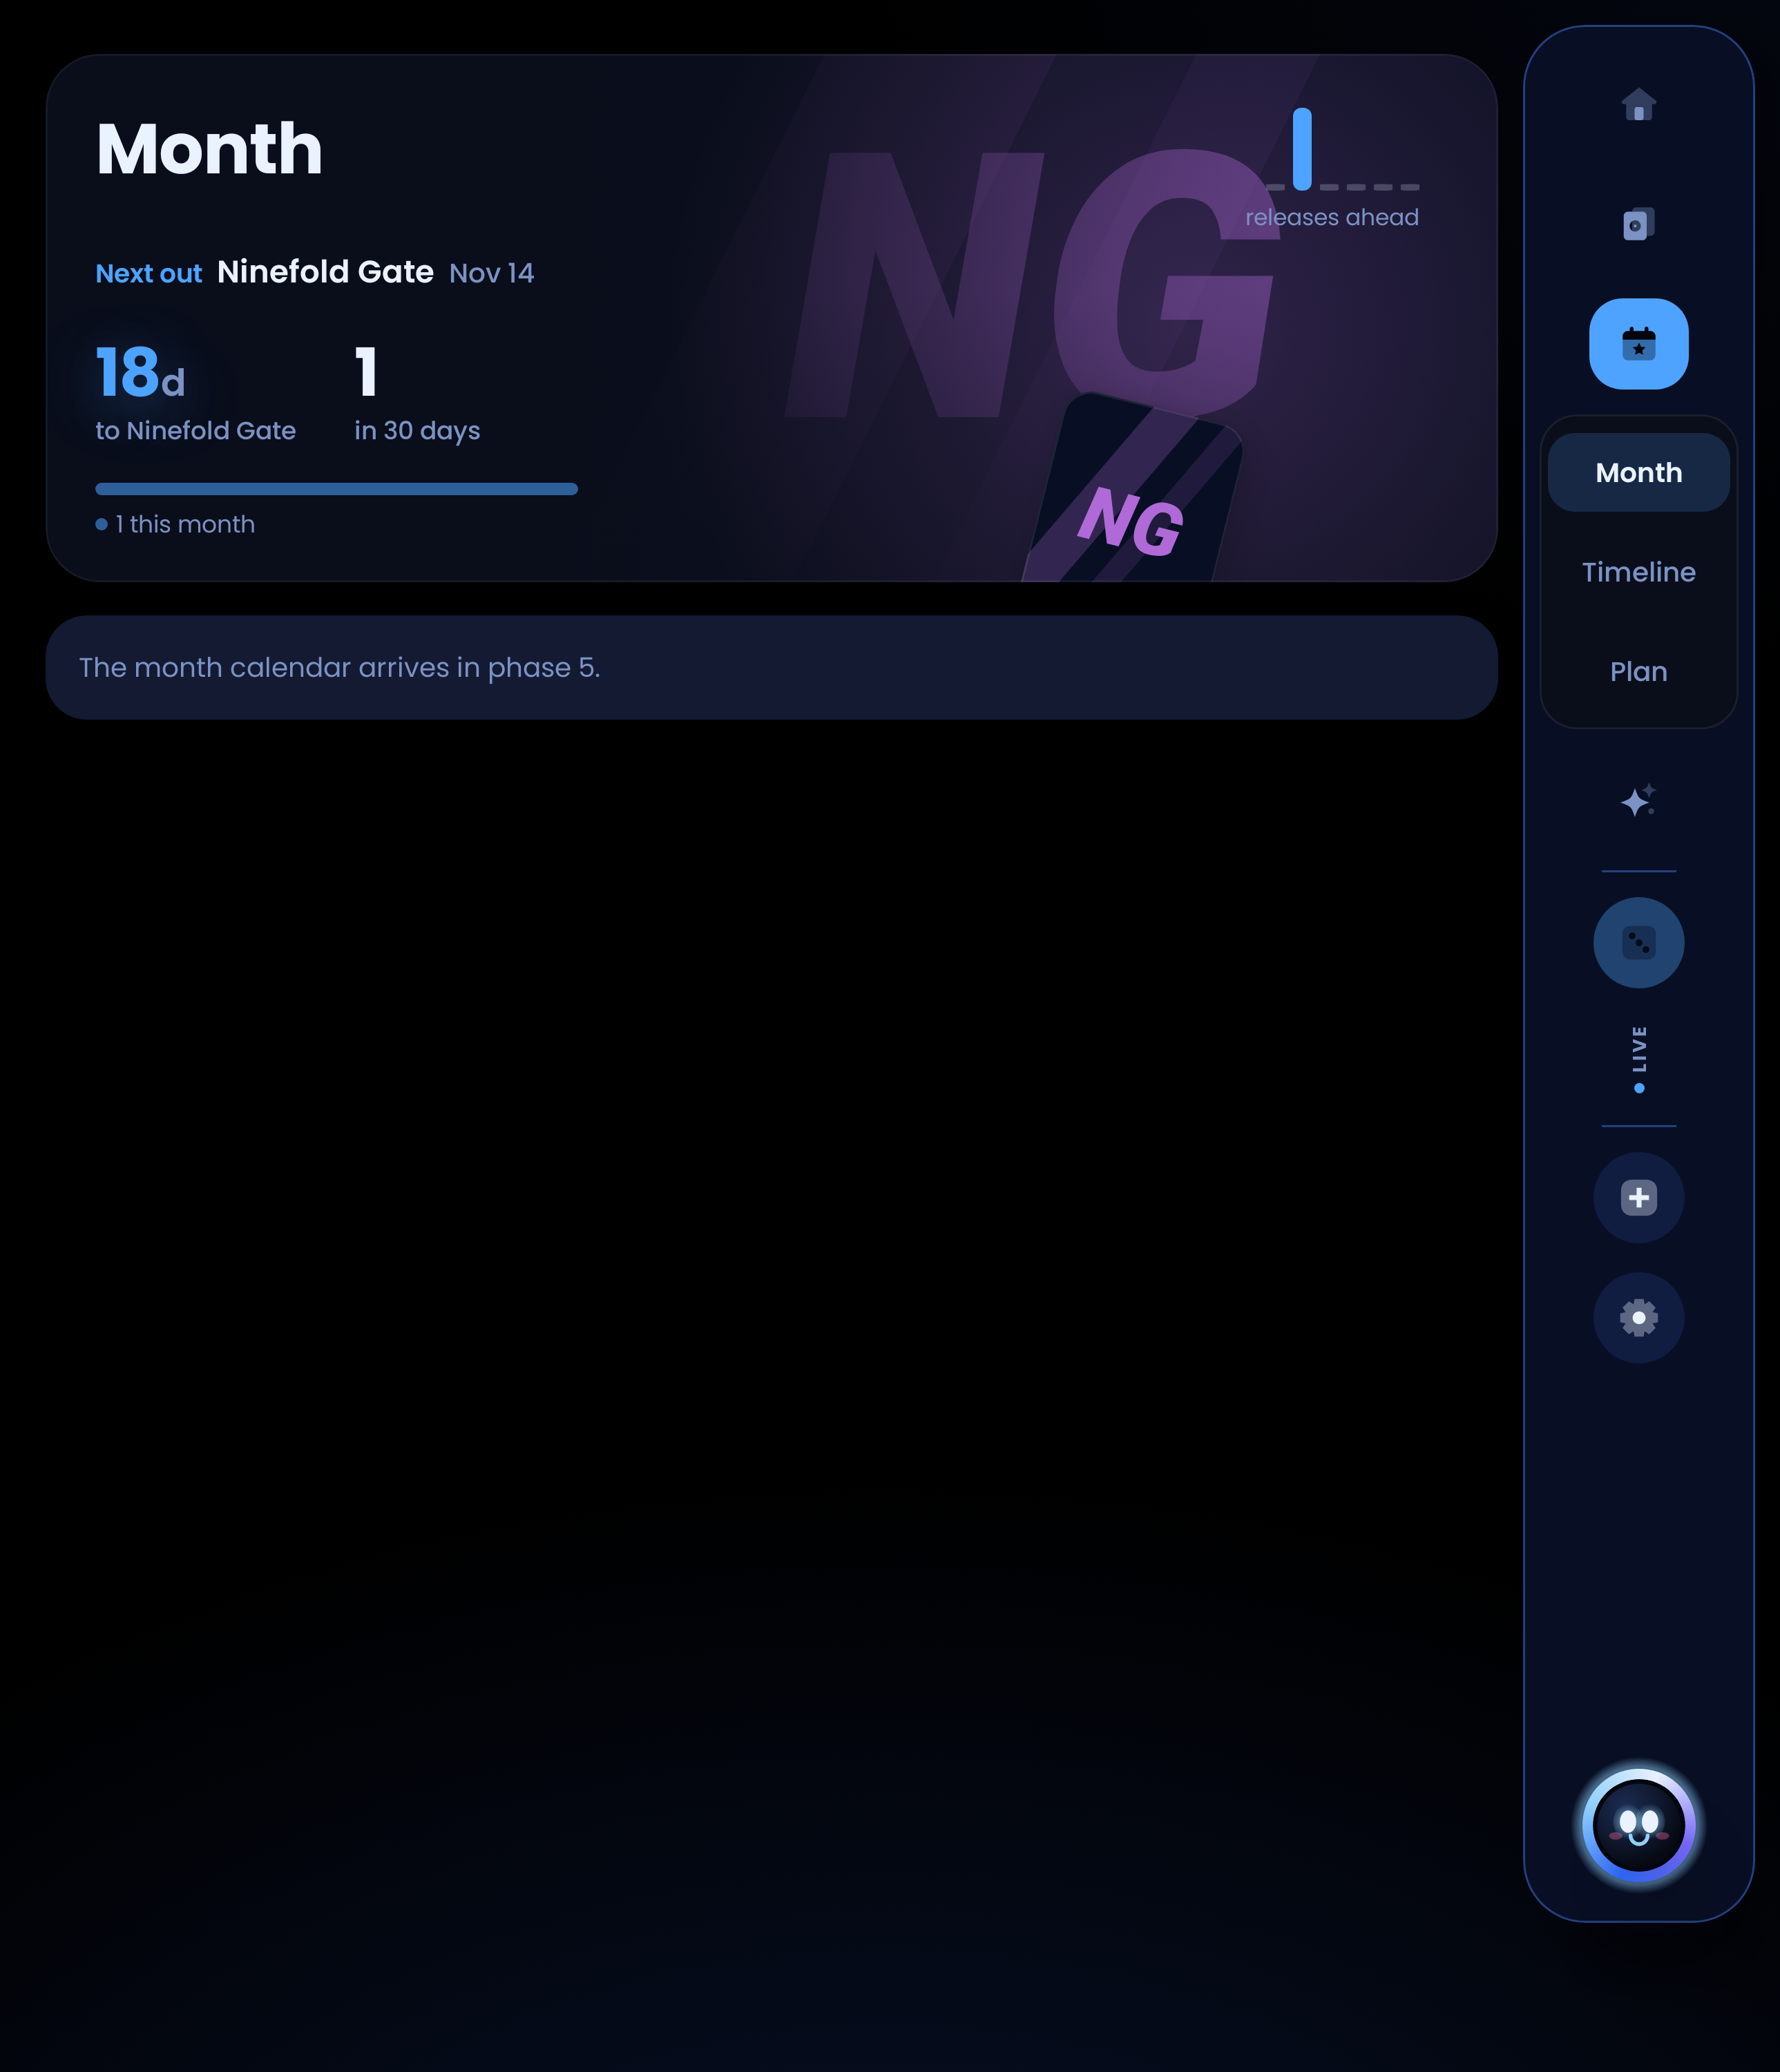 Month
NG
releases ahead
Next out Ninefold Gate Nov 14
18d
to Ninefold Gate
1
in 30 days
1 this month
NG
The month calendar arrives in phase 5.
Month
Timeline
Plan
LIVE